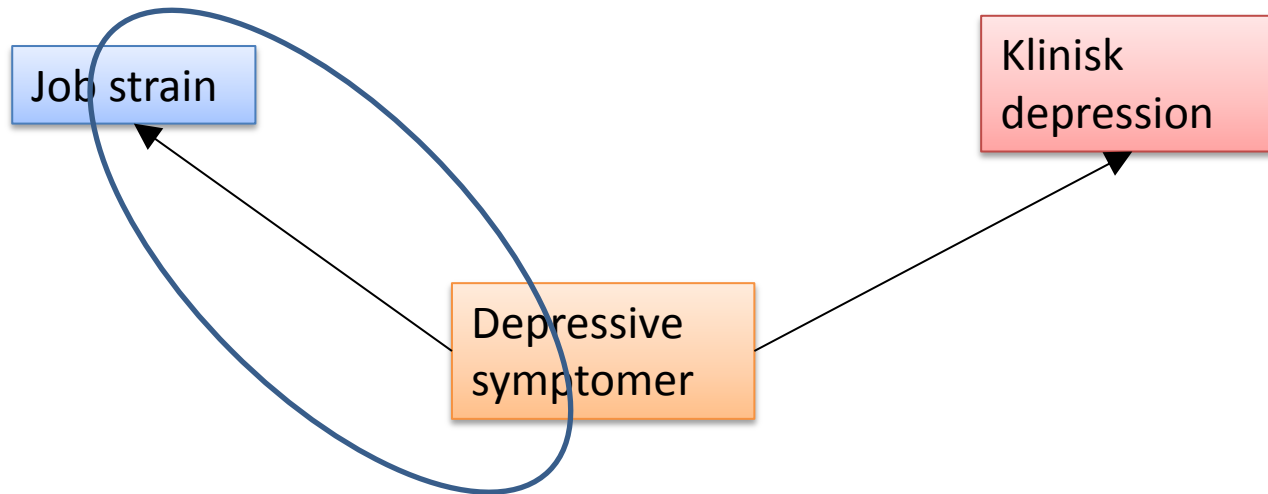 Job strain
Klinisk
depression
Depressive
symptomer